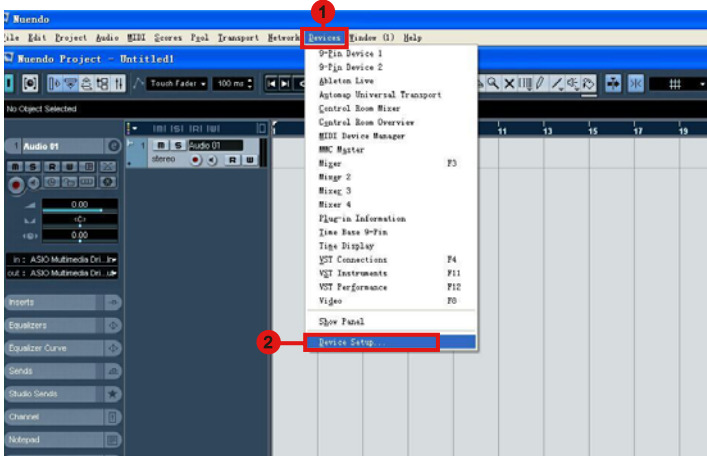 Nuendo
1
File Edit Project Audio MIDI Scores Pool Transport Network Devices Window (1) Help
Nuendo Project - Untitled1
Touch Fader 100 ms
No Object Selected
11 13 15 17 19
1 Audio 01
1 m S Audio 01
stereo R W
m S R W
0.00
<C>
0.00
in : ASIO Multimedia Dri...In
out : ASIO Multimedia Dri...ut
Inserts
Equalizers
Equalizer Curve
Sends
Studio Sends
Channel
Notepad
9-Pin Device 1
9-Pin Device 2
Ableton Live
Automap Universal Transport
Control Room Mixer
Control Room Overview
MIDI Device Manager
MMC Master
Mixer F3
Mixer 2
Mixer 3
Mixer 4
Plug-in Information
Time Base 9-Pin
Time Display
VST Connections F4
VST Instruments F11
VST Performance F12
Video F8
Show Panel
2
Device Setup...